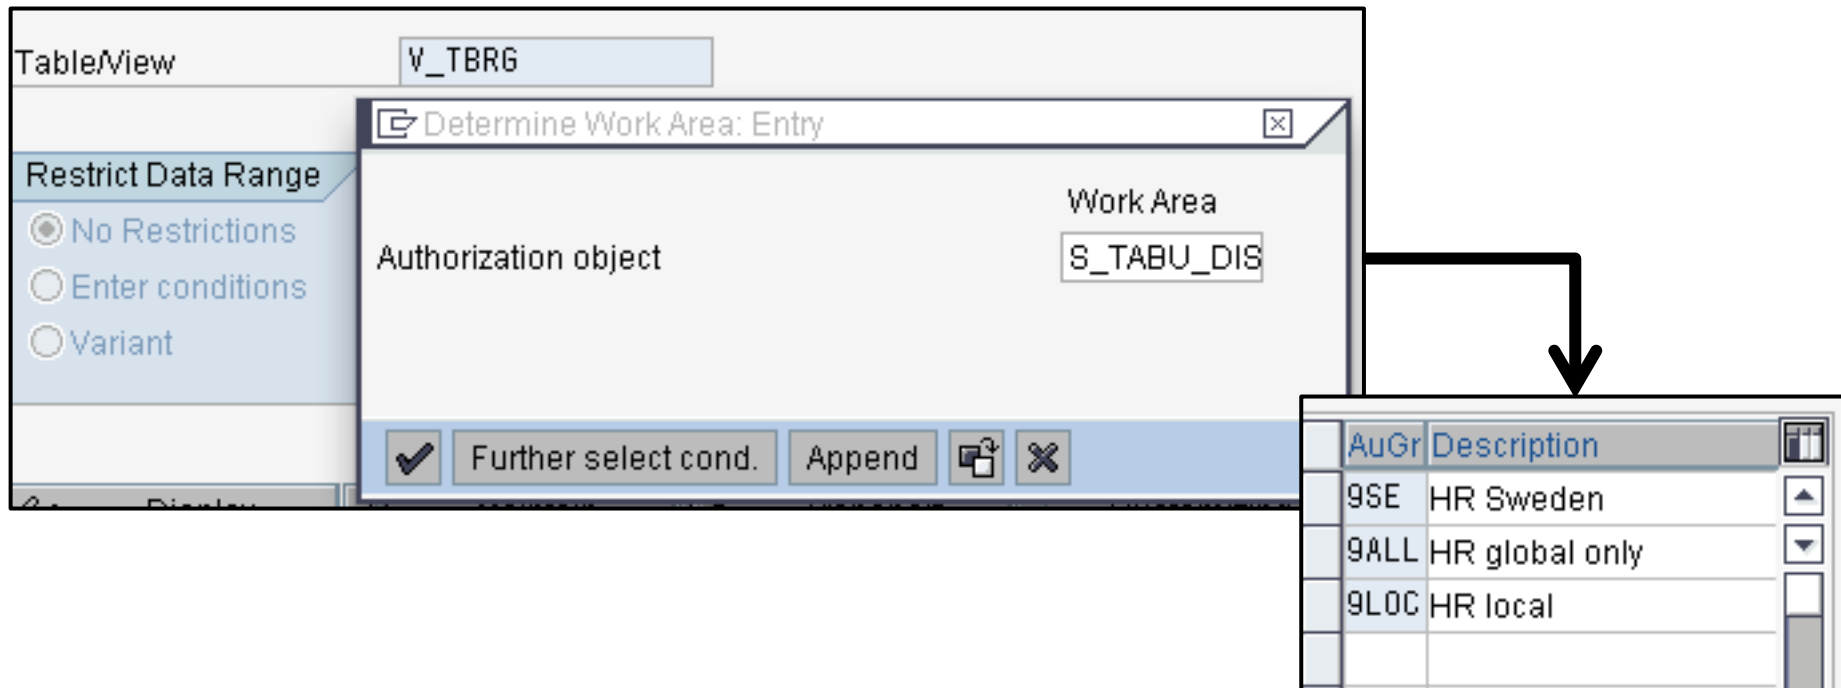 Table/View V_TBRG
Determine Work Area: Entry
Restrict Data Range
Work Area
No Restrictions
Authorization object S_TABU_DIS
Enter conditions
Variant
Further select cond. Append
Display
AuGr Description
9SE HR Sweden
9ALL HR global only
9LOC HR local